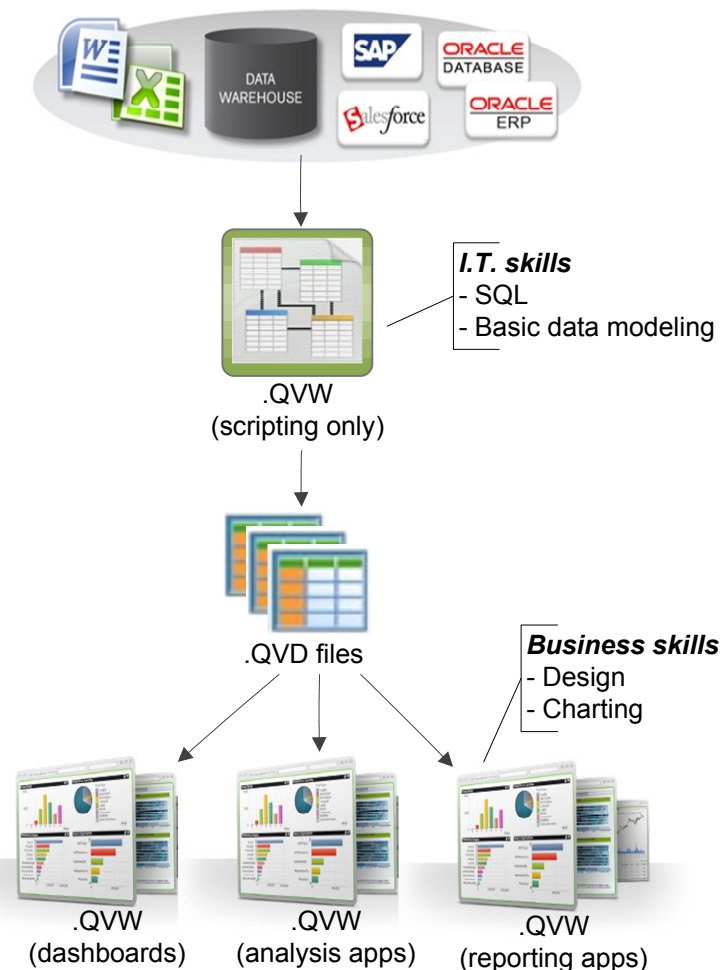 W
X
DATA
WAREHOUSE
SAP
ORACLE
DATABASE
Salesforce
ORACLE
ERP
I.T. skills
- SQL
- Basic data modeling
.QVW
(scripting only)
.QVD files
Business skills
- Design
- Charting
.QVW
(dashboards)
.QVW
(analysis apps)
.QVW
(reporting apps)